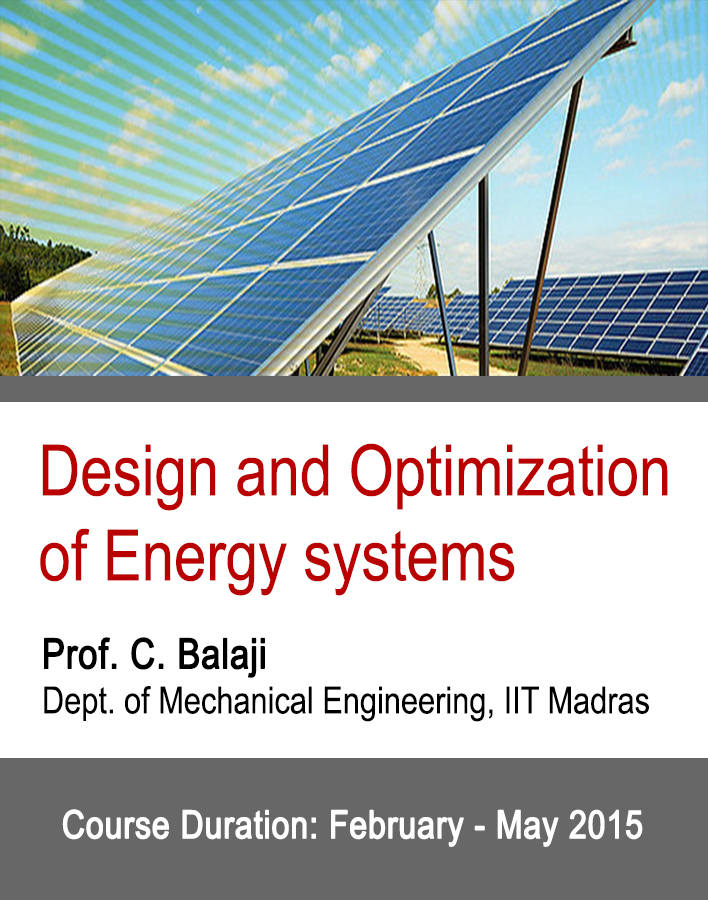 Design and Optimization
of Energy systems
Prof. C. Balaji
Dept. of Mechanical Engineering, IIT Madras
Course Duration: February - May 2015